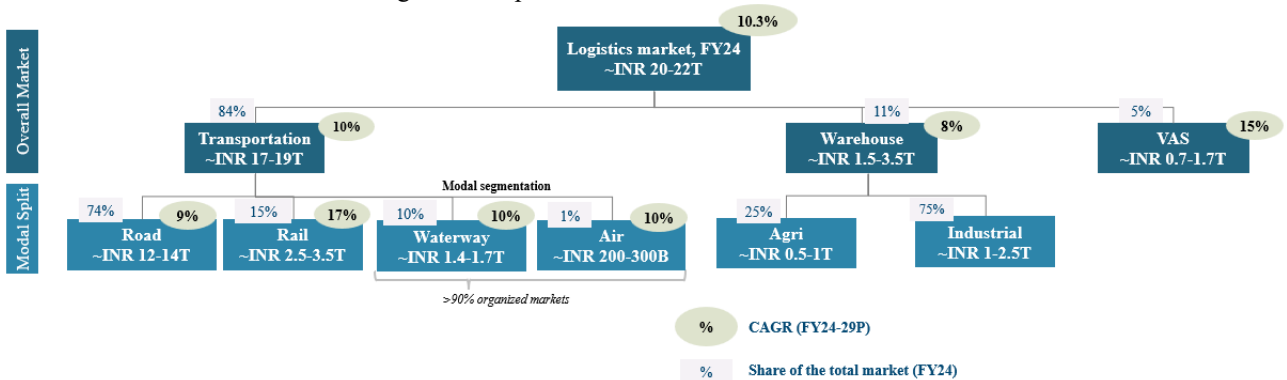 10.3%
Overall Market
Logistics market, FY24
~INR 20-22T
84%
11%
5%
Transportation
~INR 17-19T
10%
Warehouse
~INR 1.5-3.5T
8%
VAS
~INR 0.7-1.7T
15%
Modal Split
Modal segmentation
74%
Road
~INR 12-14T
9%
15%
Rail
~INR 2.5-3.5T
17%
10%
Waterway
~INR 1.4-1.7T
10%
1%
Air
~INR 200-300B
10%
25%
Agri
~INR 0.5-1T
75%
Industrial
~INR 1-2.5T
>90% organized markets
% CAGR (FY24-29P)
% Share of the total market (FY24)